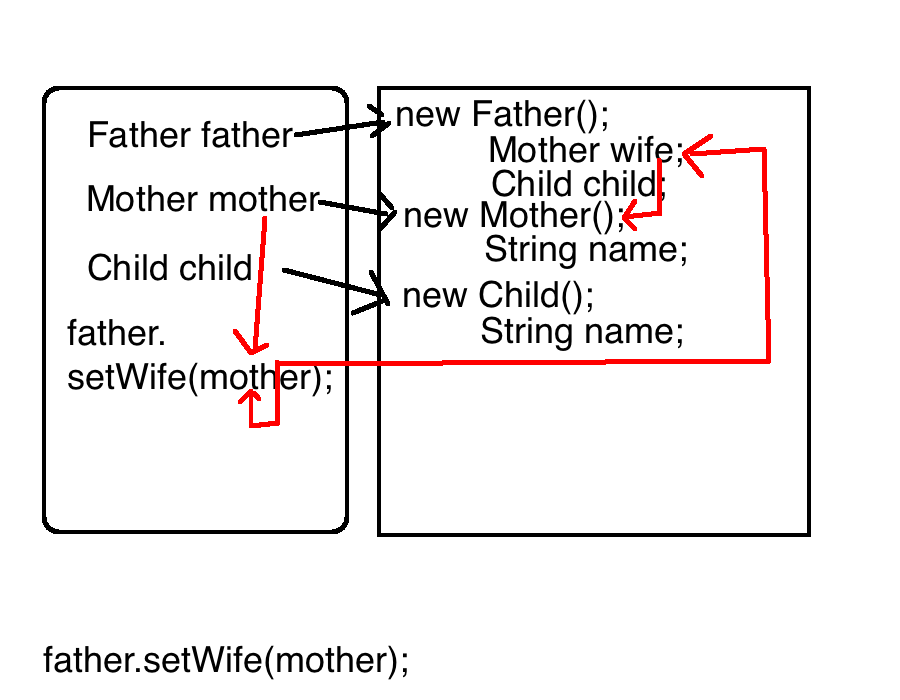 Father father
Mother mother
Child child
father.
setWife(mother);
new Father();
Mother wife;
Child child;
new Mother();
String name;
new Child();
String name;
father.setWife(mother);